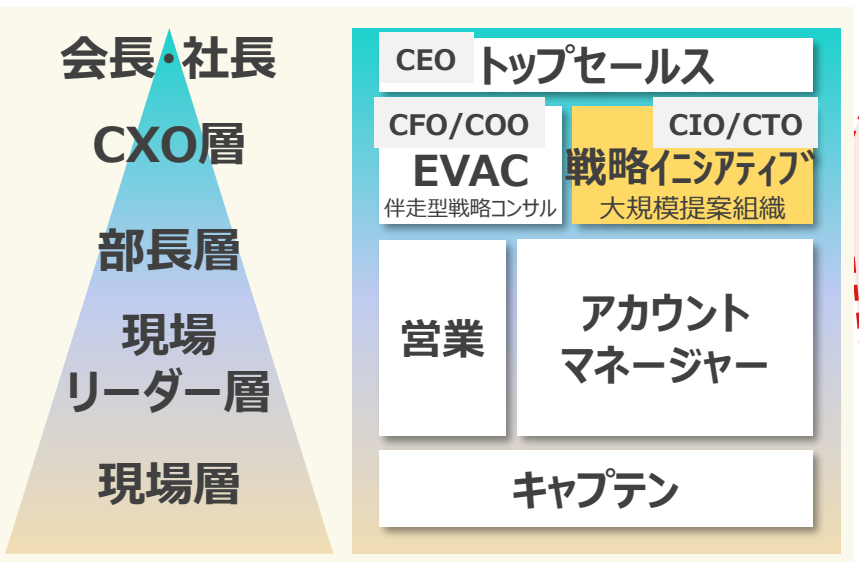 会長・社長
CXO層
部長層
現場
リーダー層
現場層
CEO
トップセールス
CFO/COO
EVAC
伴走型戦略コンサル
CIO/CTO
戦略イニシアティブ
大規模提案組織
営業
アカウント
マネージャー
キャプテン